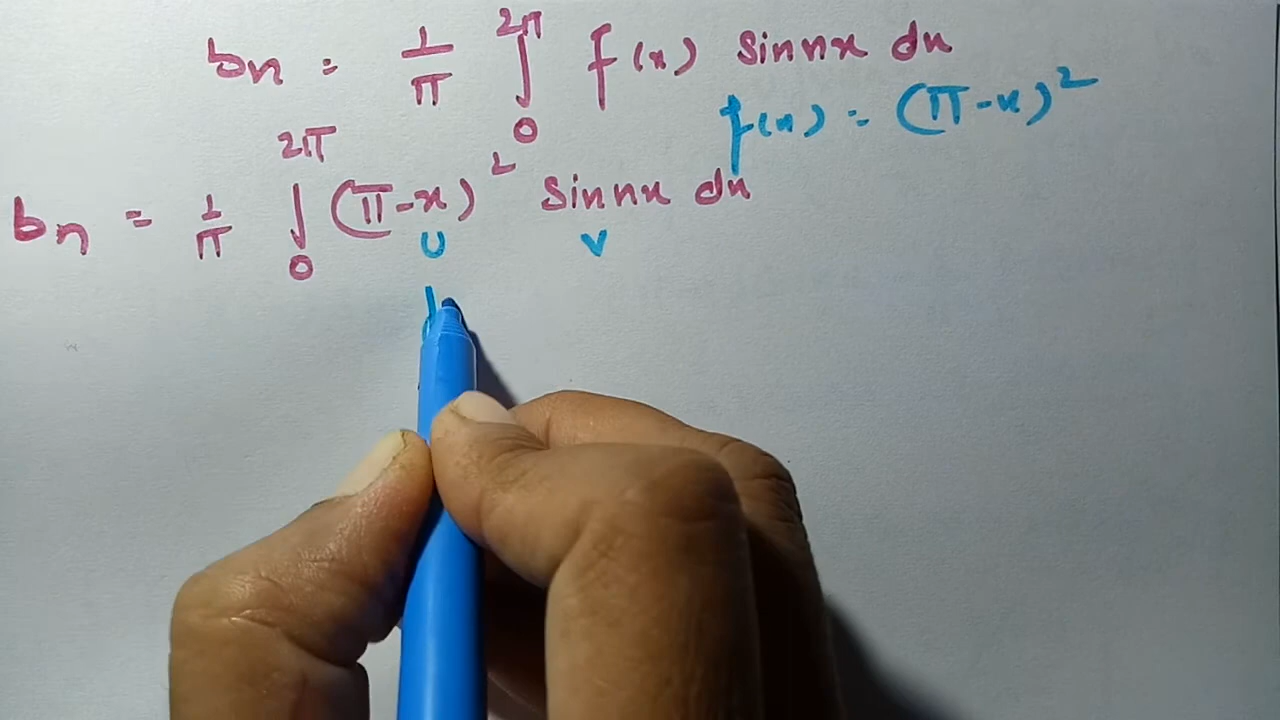 bn = 1/π ∫₀^2π f(x) sinnx dx
f(x) = (π-x)²
bn = 1/π ∫₀^2π (π-x)² sinnx dx
U V